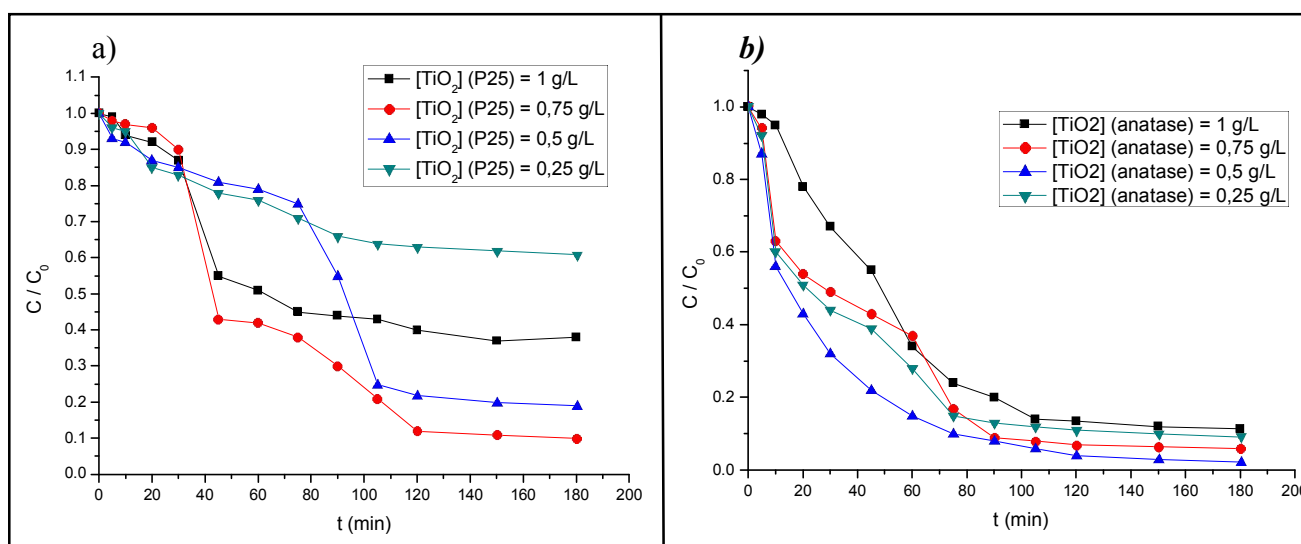 a)
[TiO2] (P25) = 1 g/L
[TiO2] (P25) = 0,75 g/L
[TiO2] (P25) = 0,5 g/L
[TiO2] (P25) = 0,25 g/L
1.1
1.0
0.9
0.8
0.7
0.6
0.5
0.4
0.3
0.2
0.1
0.0
C / C0
0 20 40 60 80 100 120 140 160 180 200
t (min)
b)
[TiO2] (anatase) = 1 g/L
[TiO2] (anatase) = 0,75 g/L
[TiO2] (anatase) = 0,5 g/L
[TiO2] (anatase) = 0,25 g/L
1.0
0.8
0.6
0.4
0.2
0.0
C / C0
0 20 40 60 80 100 120 140 160 180 200
t (min)